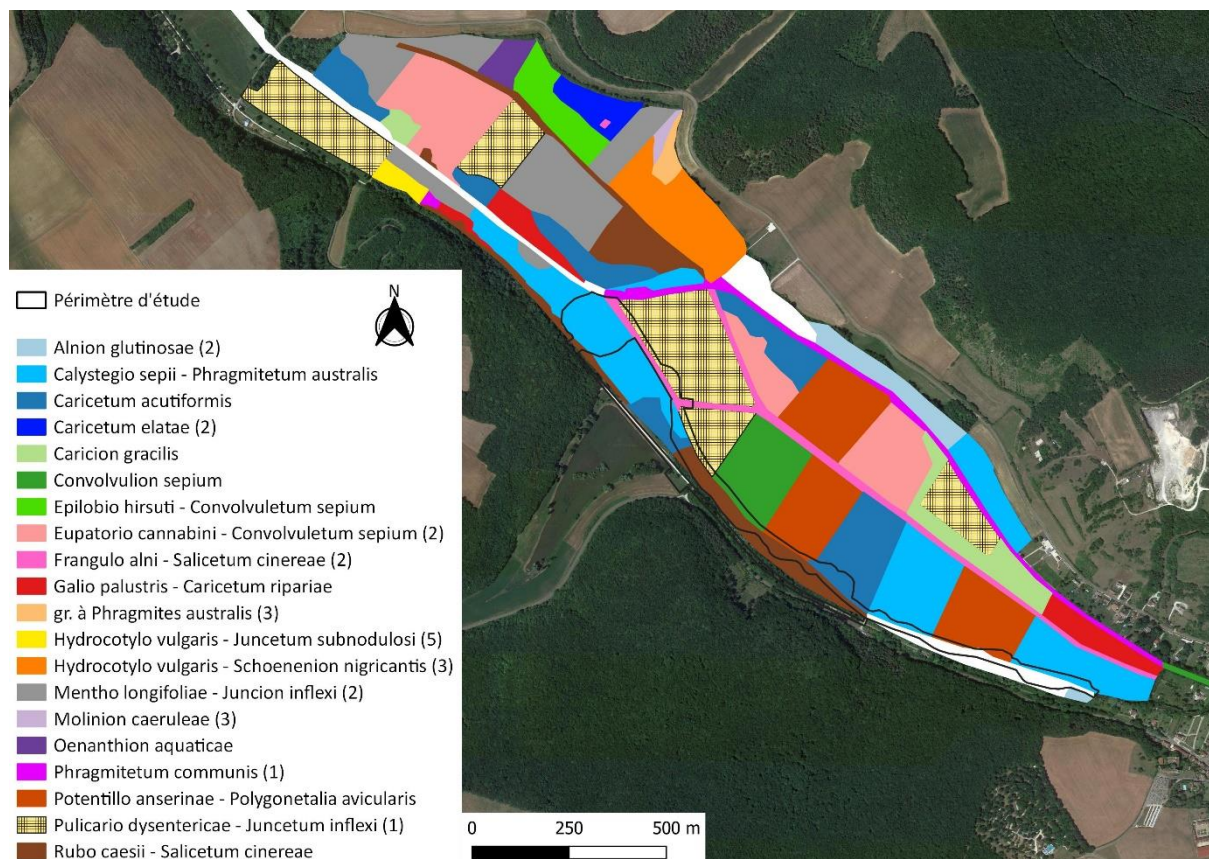 Périmètre d'étude
N
Alnion glutinosae (2)
Calystegio sepii - Phragmitetum australis
Caricetum acutiformis
Caricetum elatae (2)
Caricion gracilis
Convolvulion sepium
Epilobio hirsuti - Convolvuletum sepium
Eupatorio cannabini - Convolvuletum sepium (2)
Frangulo alni - Salicetum cinereae (2)
Galio palustris - Caricetum ripariae
gr. à Phragmites australis (3)
Hydrocotylo vulgaris - Juncetum subnodulosi (5)
Hydrocotylo vulgaris - Schoenenion nigricantis (3)
Mentho longifoliae - Juncion inflexi (2)
Molinion caeruleae (3)
Oenanthion aquaticae
Phragmitetum communis (1)
Potentillo anserinae - Polygonetalia avicularis
Pulicario dysentericae - Juncetum inflexi (1)
Rubo caesii - Salicetum cinereae
0 250 500 m